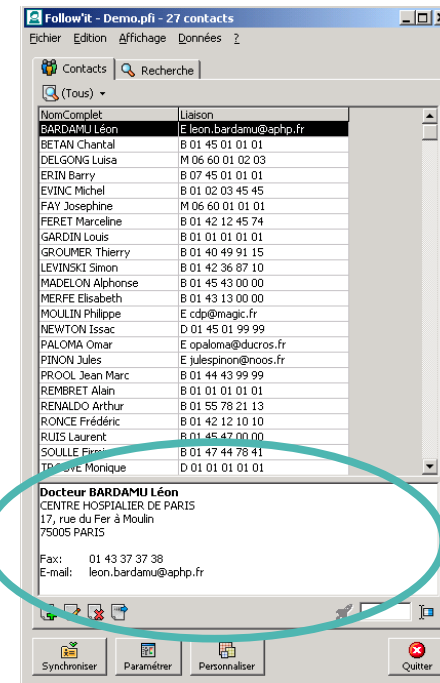 Follow'it - Demo.pfi - 27 contacts
Fichier Edition Affichage Données ?
Contacts Recherche
(Tous)
NomComplet Liaison
BARDAMU Léon E leon.bardamu@aphp.fr
BETAN Chantal B 01 45 01 01 01
DELGONG Luisa M 06 60 01 02 03
ERIN Barry B 07 45 01 01 01
EVINC Michel B 01 02 03 45 45
FAY Josephine M 06 60 01 01 01
FERET Marceline B 01 42 12 45 74
GARDIN Louis B 01 01 01 01 01
GROUMER Thierry B 01 40 49 91 15
LEVINSKI Simon B 01 42 36 87 10
MADELON Alphonse B 01 45 43 00 00
MERFE Elisabeth B 01 43 13 00 00
MOULIN Philippe E cdp@magic.fr
NEWTON Issac D 01 45 01 99 99
PALOMA Omar E opaloma@ducros.fr
PINON Jules E julespinon@noos.fr
PROOL Jean Marc B 01 44 43 99 99
REMBRET Alain B 01 01 01 01 01
RENALDO Arthur B 01 55 78 21 13
RONCE Frédéric B 01 42 12 10 10
RUIS Laurent B 01 45 47 00 00
SOULLE B 01 47 44 78 41
Monique D 01 01 01 01 01
Docteur BARDAMU Léon
CENTRE HOSPIALIER DE PARIS
17, rue du Fer à Moulin
75005 PARIS
Fax: 01 43 37 37 38
E-mail: leon.bardamu@aphp.fr
Synchroniser Paramétrer Personnaliser Quitter